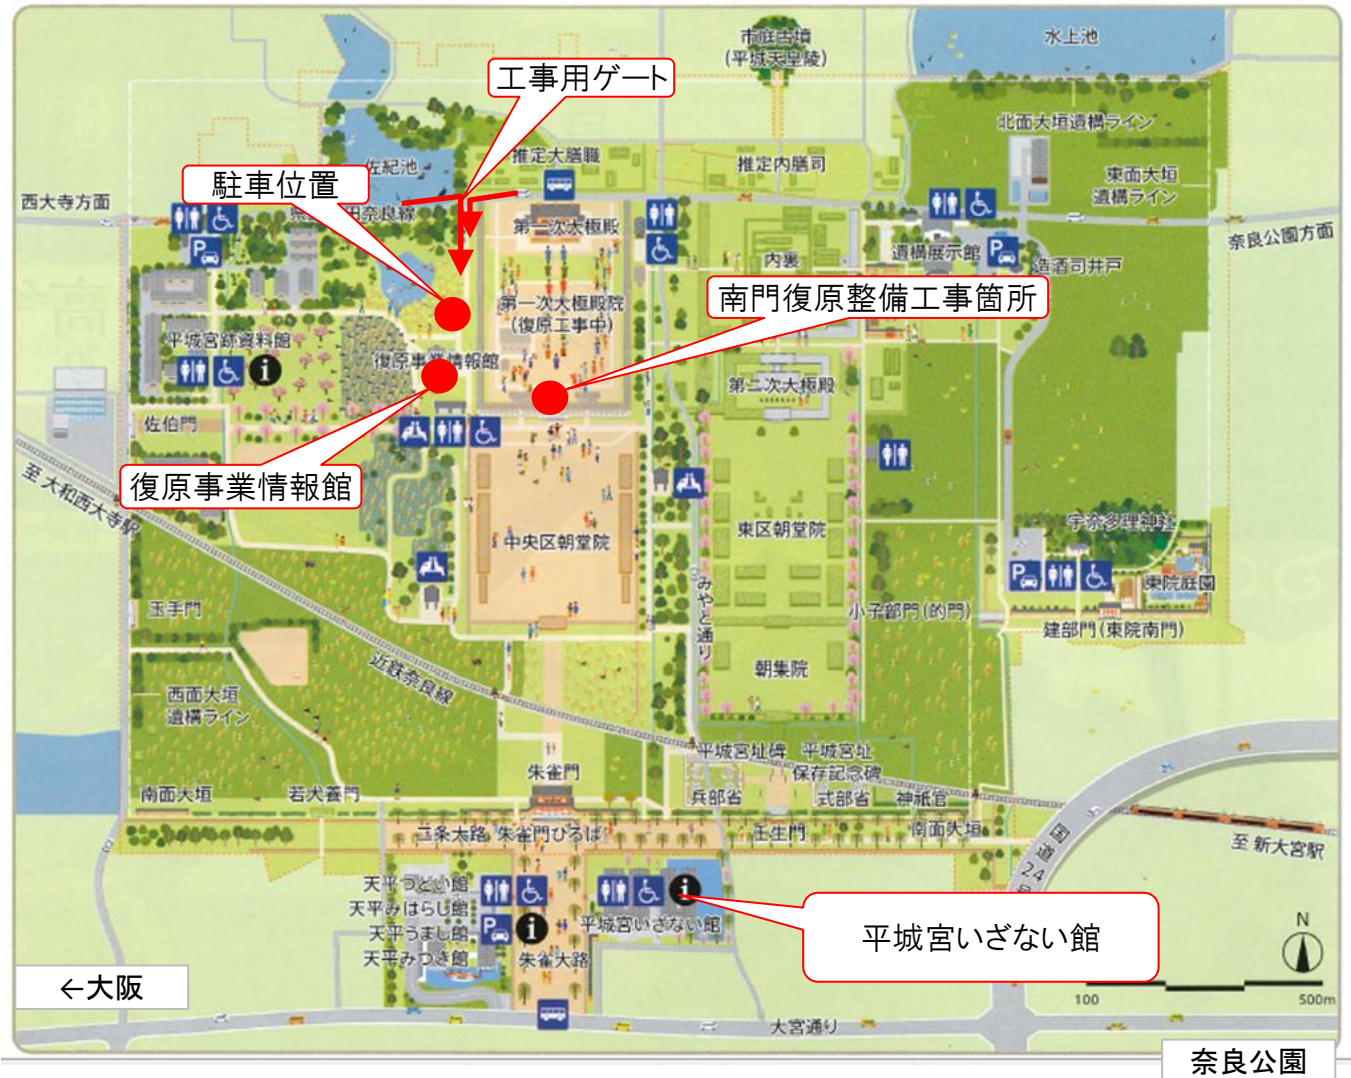 市庭古墳
(平城天皇陵)
水上池
工事用ゲート
北面大垣遺構ライン
推定大膳職
推定内膳司
佐紀池
東面大垣
遺構ライン
駐車位置
西大寺方面
奈良線
第一次大極殿
奈良公園方面
遺構展示館
内裏
造酒司井戸
南門復原整備工事箇所
第一次大極殿院
(復原工事中)
平城宮跡資料館
復原事業情報館
第二次大極殿
佐伯門
復原事業情報館
至 大和西大寺駅
中央区朝堂院
東区朝堂院
宇奈多理神社
東院庭園
玉手門
みやと通り
小子部門(的門)
建部門(東院南門)
近鉄奈良線
朝集院
西面大垣
遺構ライン
平城宮址碑
平城宮址
保存記念碑
朱雀門
南面大垣
若犬養門
兵部省
式部省
神祇官
二条大路
朱雀門ひろば
壬生門
南面大垣
国道24号
至 新大宮駅
天平つどい館
天平みはらし館
天平うまし館
天平みつき館
平城宮いざない館
平城宮いざない館
朱雀大路
N
←大阪
100
500m
大宮通り
奈良公園